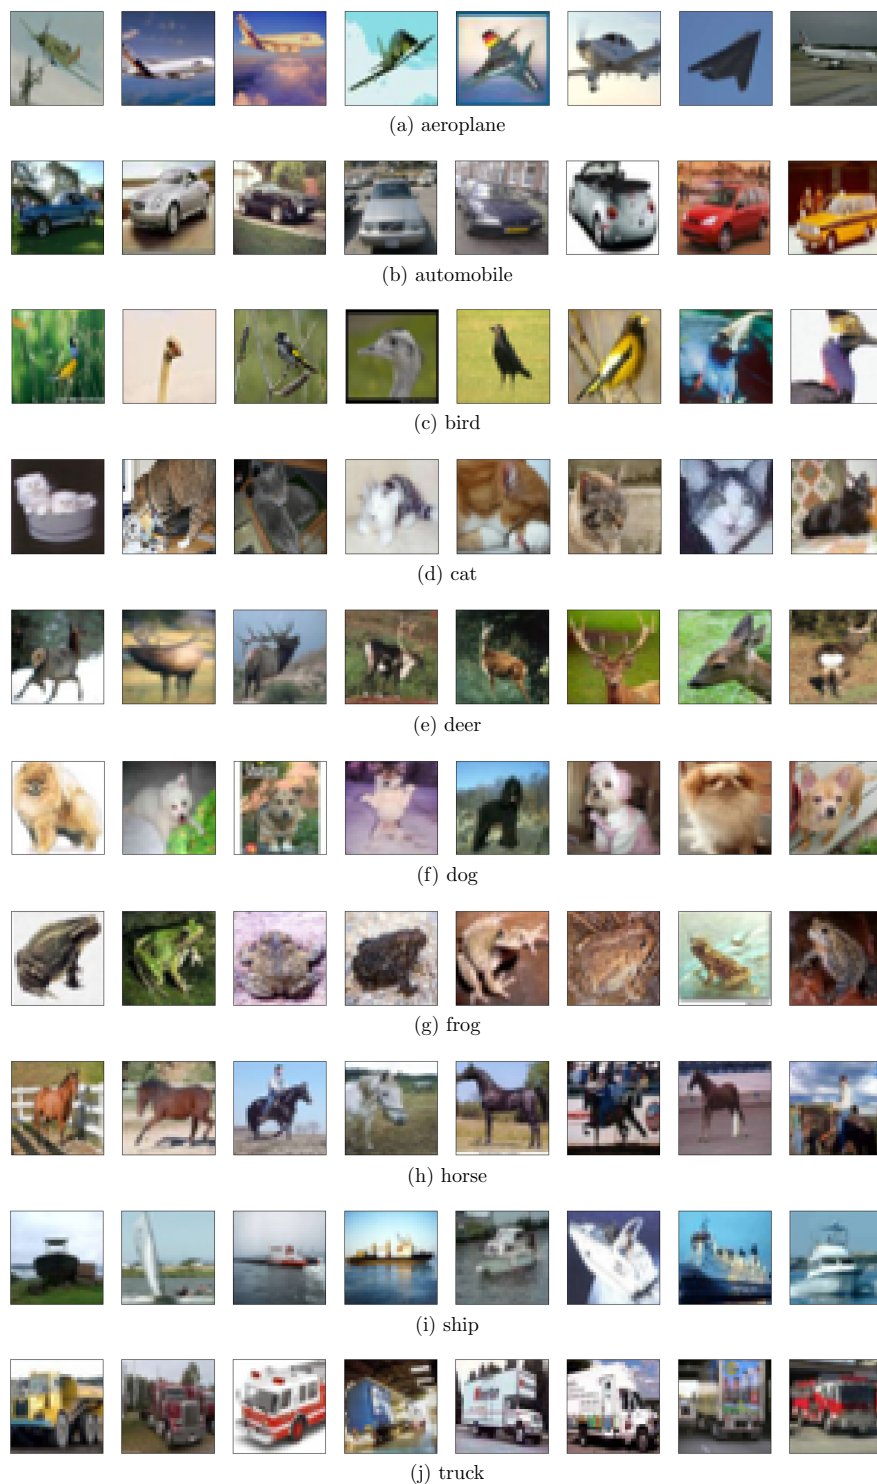 (a) aeroplane
(b) automobile
(c) bird
(d) cat
(e) deer
(f) dog
(g) frog
(h) horse
(i) ship
(j) truck